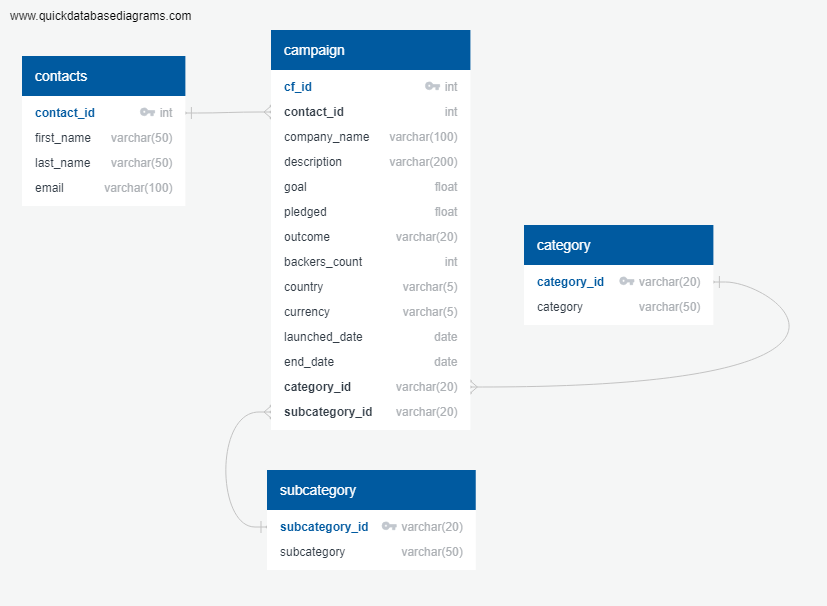 www.quickdatabasediagrams.com
contacts
contact_id int
first_name varchar(50)
last_name varchar(50)
email varchar(100)
campaign
cf_id int
contact_id int
company_name varchar(100)
description varchar(200)
goal float
pledged float
outcome varchar(20)
backers_count int
country varchar(5)
currency varchar(5)
launched_date date
end_date date
category_id varchar(20)
subcategory_id varchar(20)
category
category_id varchar(20)
category varchar(50)
subcategory
subcategory_id varchar(20)
subcategory varchar(50)